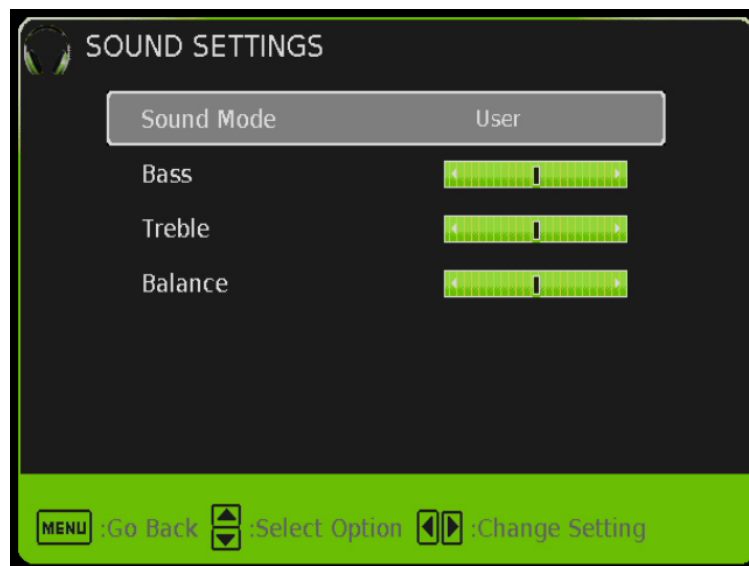 SOUND SETTINGS
Sound Mode User
Bass
Treble
Balance
MENU :Go Back :Select Option :Change Setting